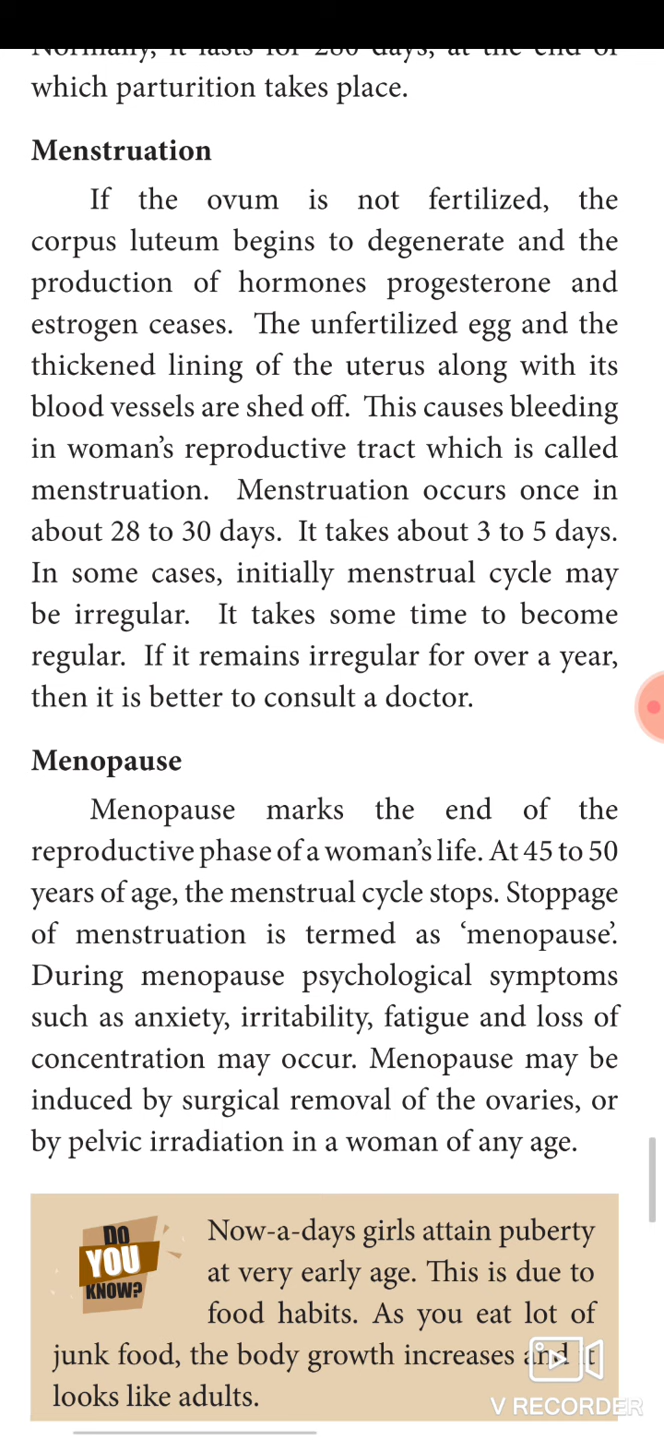 Normally, it lasts for 280 days, at the end of
which parturition takes place.
Menstruation
If the ovum is not fertilized, the
corpus luteum begins to degenerate and the
production of hormones progesterone and
estrogen ceases. The unfertilized egg and the
thickened lining of the uterus along with its
blood vessels are shed off. This causes bleeding
in woman's reproductive tract which is called
menstruation. Menstruation occurs once in
about 28 to 30 days. It takes about 3 to 5 days.
In some cases, initially menstrual cycle may
be irregular. It takes some time to become
regular. If it remains irregular for over a year,
then it is better to consult a doctor.
Menopause
Menopause marks the end of the
reproductive phase of a woman's life. At 45 to 50
years of age, the menstrual cycle stops. Stoppage
of menstruation is termed as ‘menopause’.
During menopause psychological symptoms
such as anxiety, irritability, fatigue and loss of
concentration may occur. Menopause may be
induced by surgical removal of the ovaries, or
by pelvic irradiation in a woman of any age.
DO
YOU
KNOW?
Now-a-days girls attain puberty
at very early age. This is due to
food habits. As you eat lot of
junk food, the body growth increases and it
looks like adults.
V RECORDER